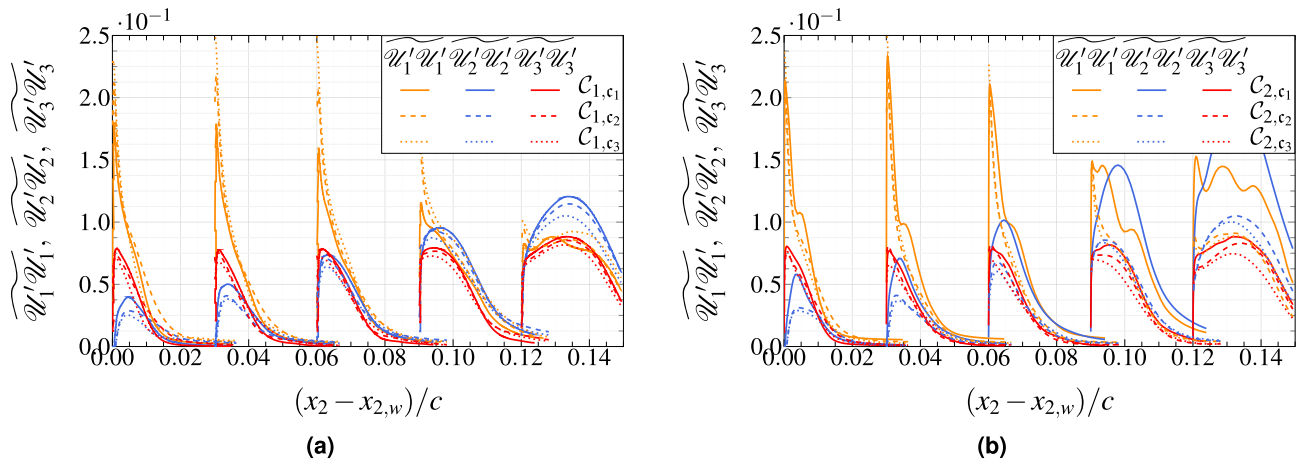 ·10⁻¹
2.5
2.0
1.5
1.0
0.5
0.0
0.00 0.02 0.04 0.06 0.08 0.10 0.12 0.14
𝒰′₁𝒰′₁, 𝒰′₂𝒰′₂, 𝒰′₃𝒰′₃
𝒰′₁𝒰′₁ 𝒰′₂𝒰′₂ 𝒰′₃𝒰′₃
𝒞₁,𝔠₁
𝒞₁,𝔠₂
𝒞₁,𝔠₃
(x₂ − x₂,w)/c
(a)
·10⁻¹
2.5
2.0
1.5
1.0
0.5
0.0
0.00 0.02 0.04 0.06 0.08 0.10 0.12 0.14
𝒰′₁𝒰′₁, 𝒰′₂𝒰′₂, 𝒰′₃𝒰′₃
𝒰′₁𝒰′₁ 𝒰′₂𝒰′₂ 𝒰′₃𝒰′₃
𝒞₂,𝔠₁
𝒞₂,𝔠₂
𝒞₂,𝔠₃
(x₂ − x₂,w)/c
(b)